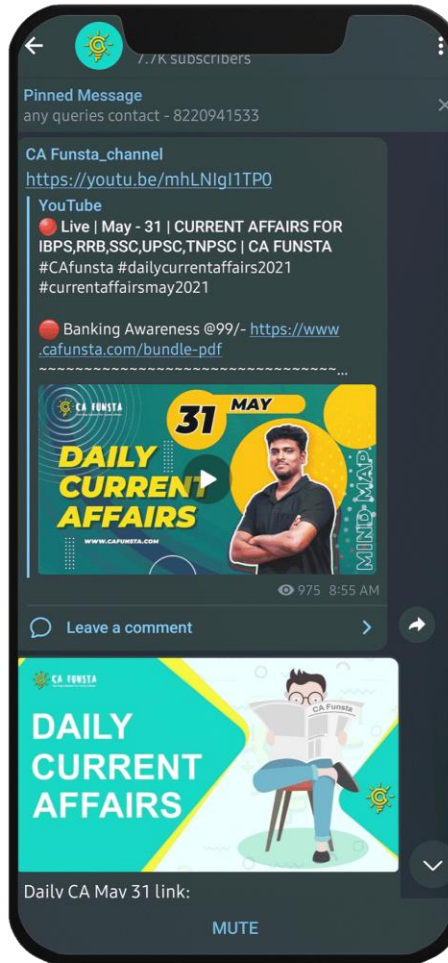 7.7K subscribers
Pinned Message
any queries contact - 8220941533
CA Funsta_channel
https://youtu.be/mhLNIgI1TP0
YouTube
🔴 Live | May - 31 | CURRENT AFFAIRS FOR
IBPS,RRB,SSC,UPSC,TNPSC | CA FUNSTA
#CAfunsta #dailycurrentaffairs2021
#currentaffairsmay2021
🔴 Banking Awareness @99/- https://www
.cafunsta.com/bundle-pdf
~~~~~~~~~~~~~~~~~~~~~~~~~~~~~~~~~...
CA FUNSTA
31 MAY
DAILY
CURRENT
AFFAIRS
WWW.CAFUNSTA.COM
MIND MAP
975 8:55 AM
Leave a comment
CA FUNSTA
CA Funsta
DAILY
CURRENT
AFFAIRS
Daily CA May 31 link:
MUTE